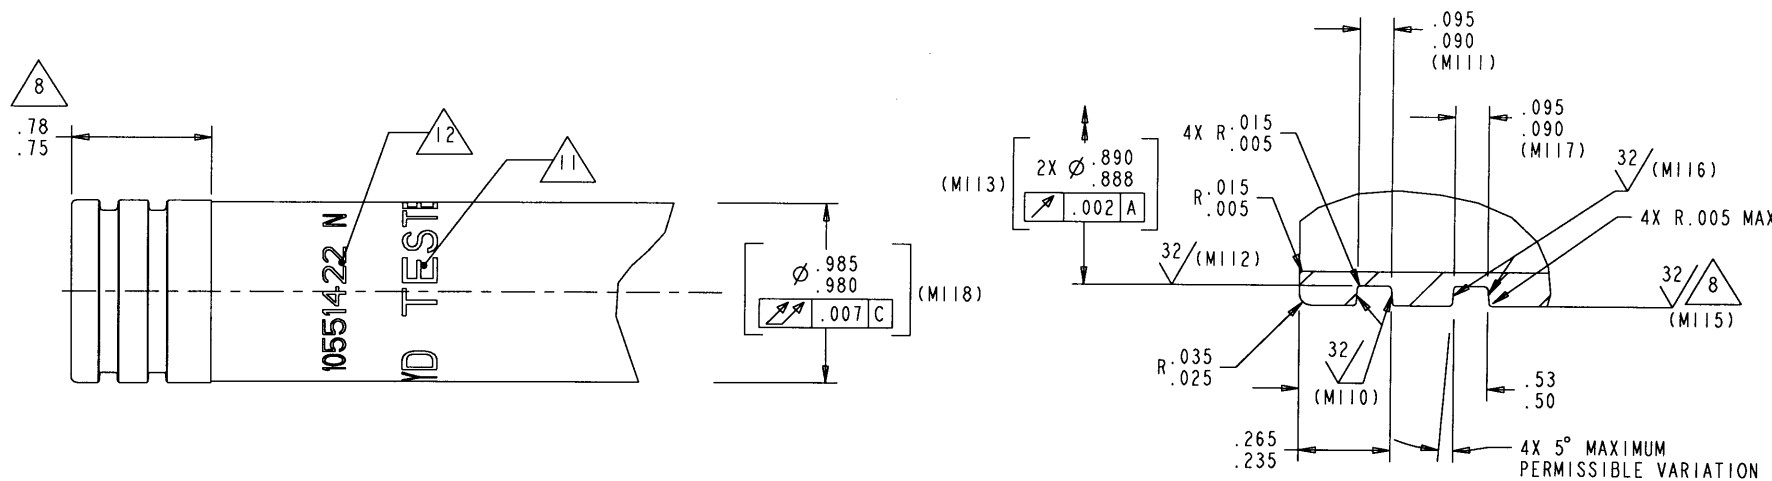 8
.78
.75
12
11
1055142​2 N
YD TESTE
⌀ .985
.980
.007 C
(M118)
.095
.090
(M111)
.095
.090
(M117)
4X R .015
.005
2X ⌀ .890
.888
.002 A
(M113)
R .015
.005
32
(M116)
4X R.005 MAX
32
(M112)
32
8
(M115)
R .035
.025
32
(M110)
.53
.50
.265
.235
4X 5° MAXIMUM
PERMISSIBLE VARIATION